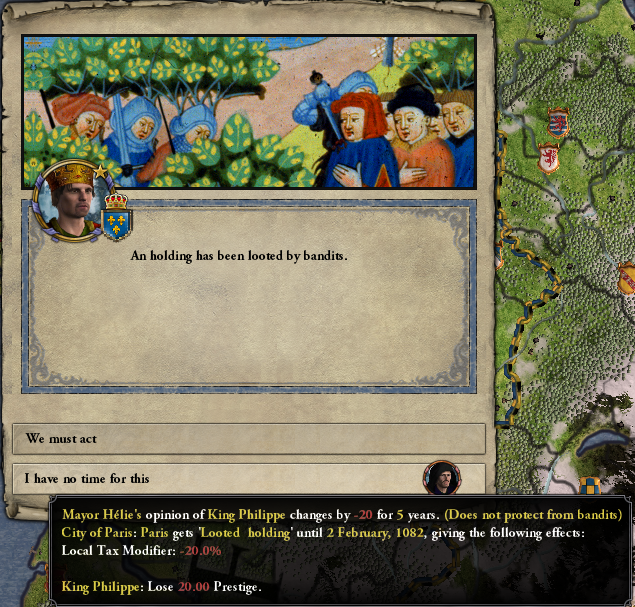 An holding has been looted by bandits.
We must act
I have no time for this
Mayor Hélie's opinion of King Philippe changes by -20 for 5 years. (Does not protect from bandits)
City of Paris: Paris gets 'Looted holding' until 2 February, 1082, giving the following effects:
Local Tax Modifier: -20.0%
King Philippe: Lose 20.00 Prestige.